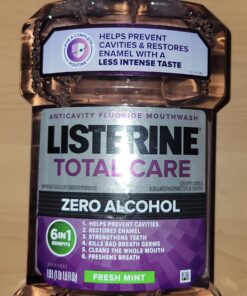 HELPS PREVENT
CAVITIES & RESTORES
ENAMEL WITH A
LESS INTENSE TASTE
ANTICAVITY FLUORIDE MOUTHWASH
LISTERINE
TOTAL CARE
ZERO ALCOHOL
6 IN 1
BENEFITS
1. HELPS PREVENT CAVITIES
2. RESTORES ENAMEL
3. STRENGTHENS TEETH
4. KILLS BAD BREATH GERMS
5. CLEANS THE WHOLE MOUTH
6. FRESHENS BREATH
FRESH MINT